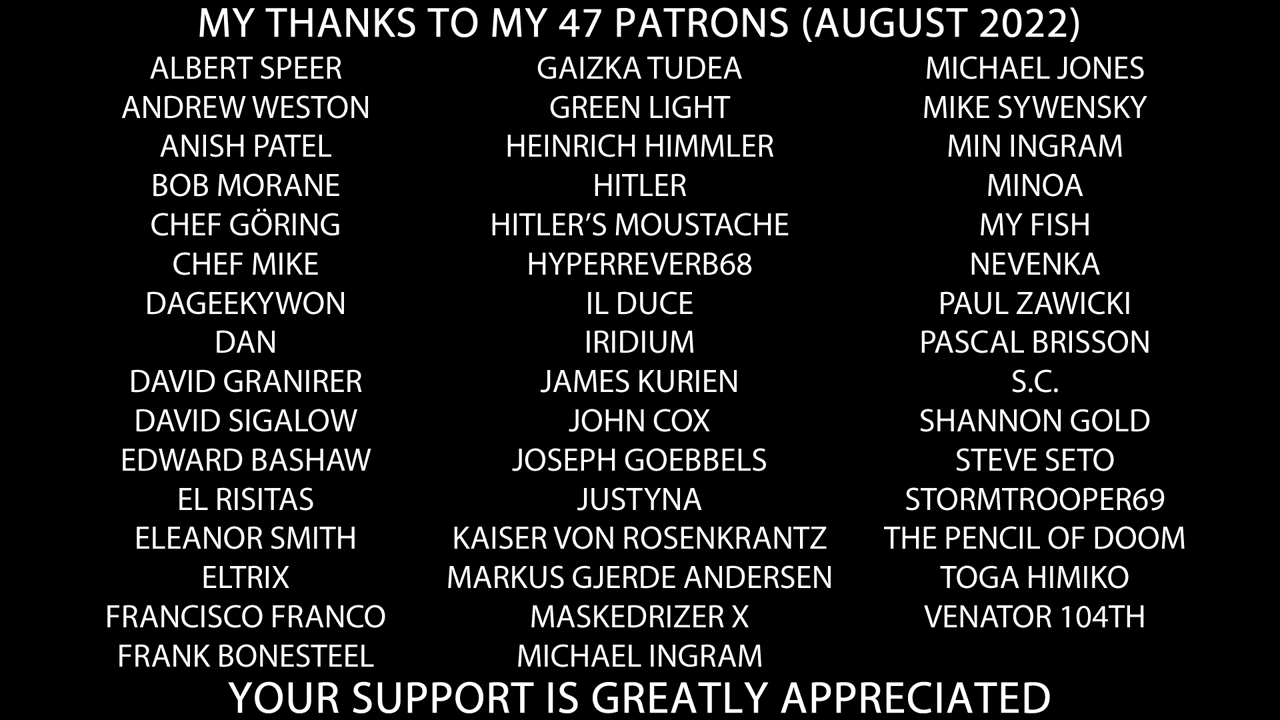 MY THANKS TO MY 47 PATRONS (AUGUST 2022)
ALBERT SPEER
ANDREW WESTON
ANISH PATEL
BOB MORANE
CHEF GÖRING
CHEF MIKE
DAGEEKYWON
DAN
DAVID GRANIRER
DAVID SIGALOW
EDWARD BASHAW
EL RISITAS
ELEANOR SMITH
ELTRIX
FRANCISCO FRANCO
FRANK BONESTEEL
GAIZKA TUDEA
GREEN LIGHT
HEINRICH HIMMLER
HITLER
HITLER’S MOUSTACHE
HYPERREVERB68
IL DUCE
IRIDIUM
JAMES KURIEN
JOHN COX
JOSEPH GOEBBELS
JUSTYNA
KAISER VON ROSENKRANTZ
MARKUS GJERDE ANDERSEN
MASKEDRIZER X
MICHAEL INGRAM
MICHAEL JONES
MIKE SYWENSKY
MIN INGRAM
MINOA
MY FISH
NEVENKA
PAUL ZAWICKI
PASCAL BRISSON
S.C.
SHANNON GOLD
STEVE SETO
STORMTROOPER69
THE PENCIL OF DOOM
TOGA HIMIKO
VENATOR 104TH
YOUR SUPPORT IS GREATLY APPRECIATED